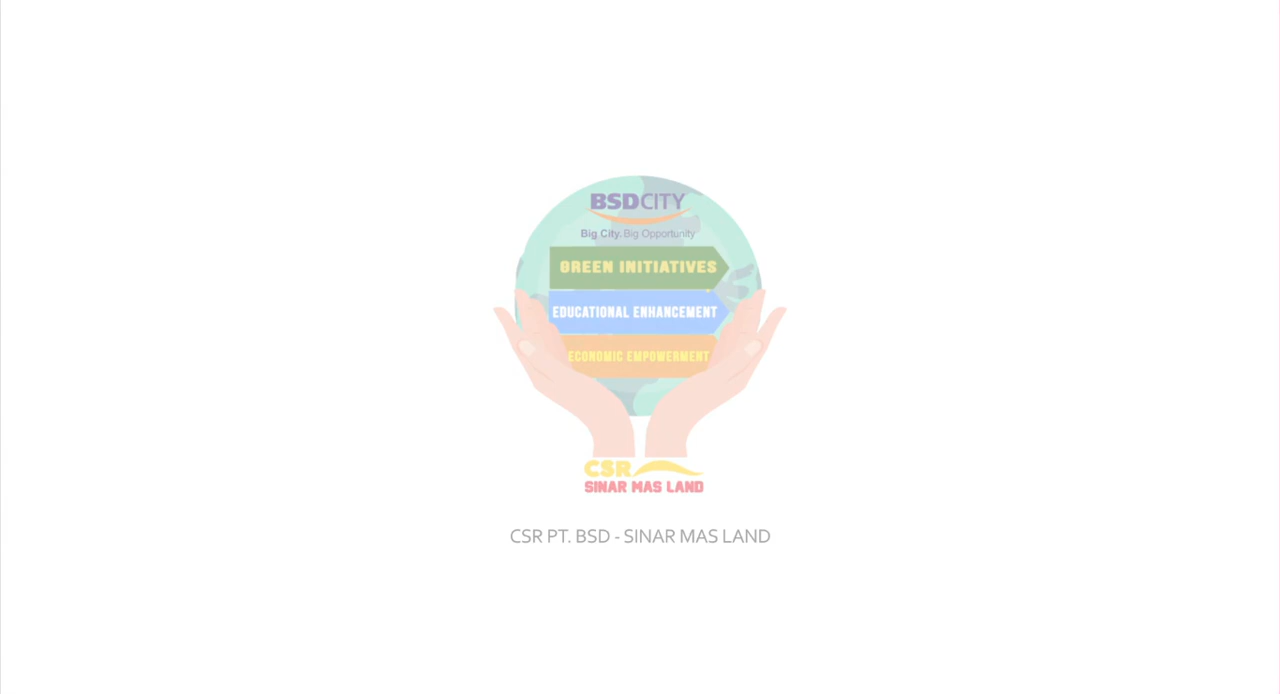 BSDCITY
Big City. Big Opportunity
GREEN INITIATIVES
EDUCATIONAL ENHANCEMENT
ECONOMIC EMPOWERMENT
CSR
SINAR MAS LAND
CSR PT. BSD - SINAR MAS LAND